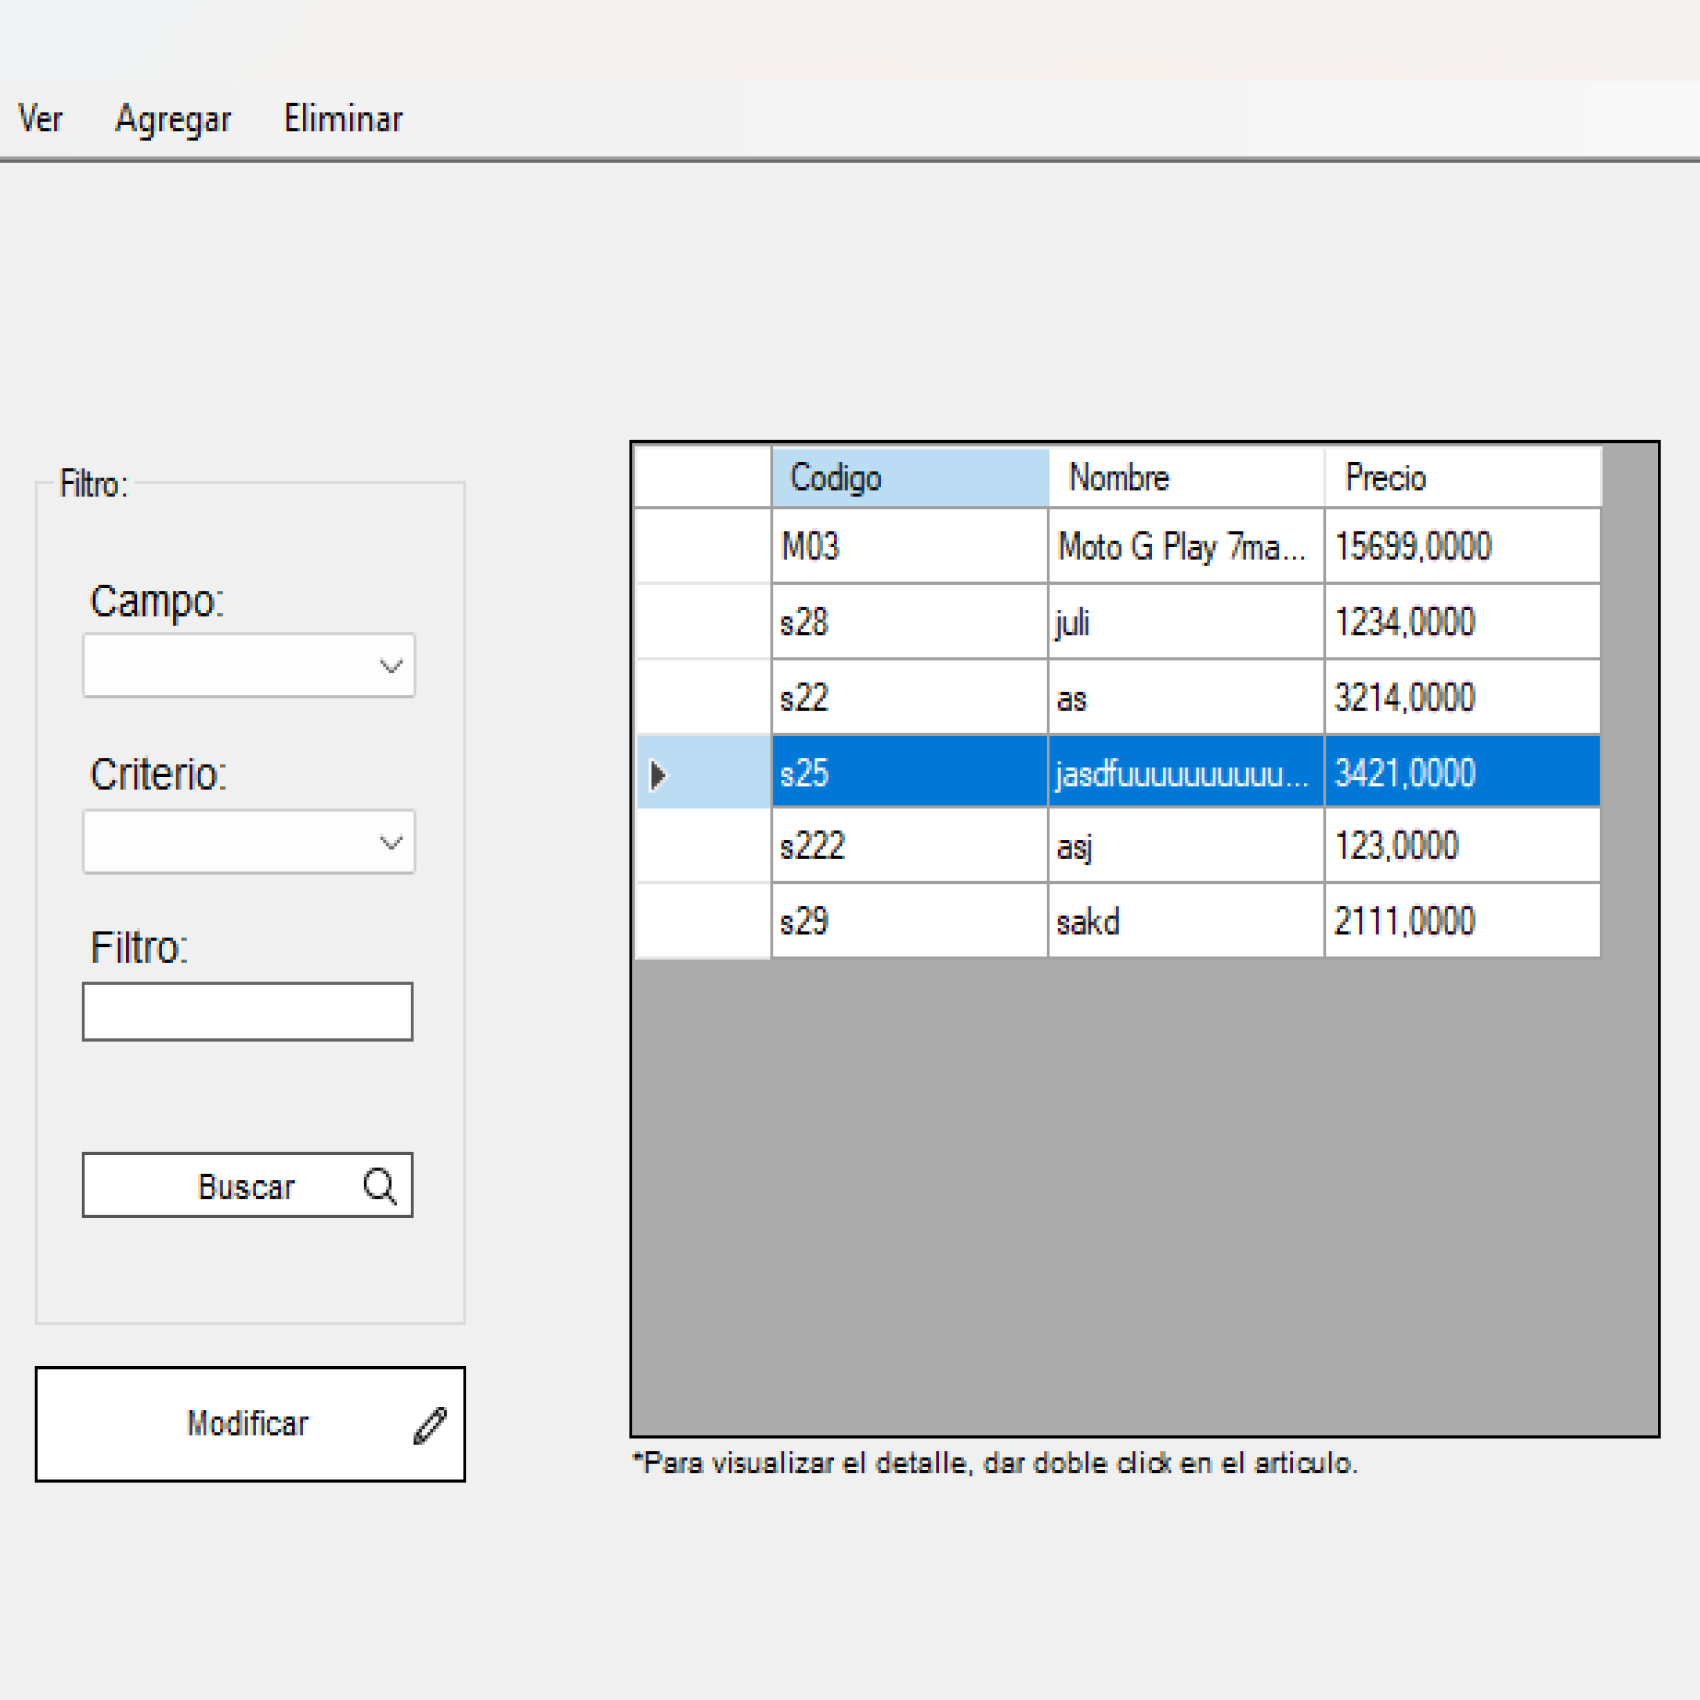 Ver Agregar Eliminar
Filtro:
Campo:
Criterio:
Filtro:
Buscar
Modificar
Codigo Nombre Precio
M03 Moto G Play 7ma... 15699,0000
s28 juli 1234,0000
s22 as 3214,0000
s25 jasdfuuuuuuuuuu... 3421,0000
s222 asj 123,0000
s29 sakd 2111,0000
*Para visualizar el detalle, dar doble click en el articulo.